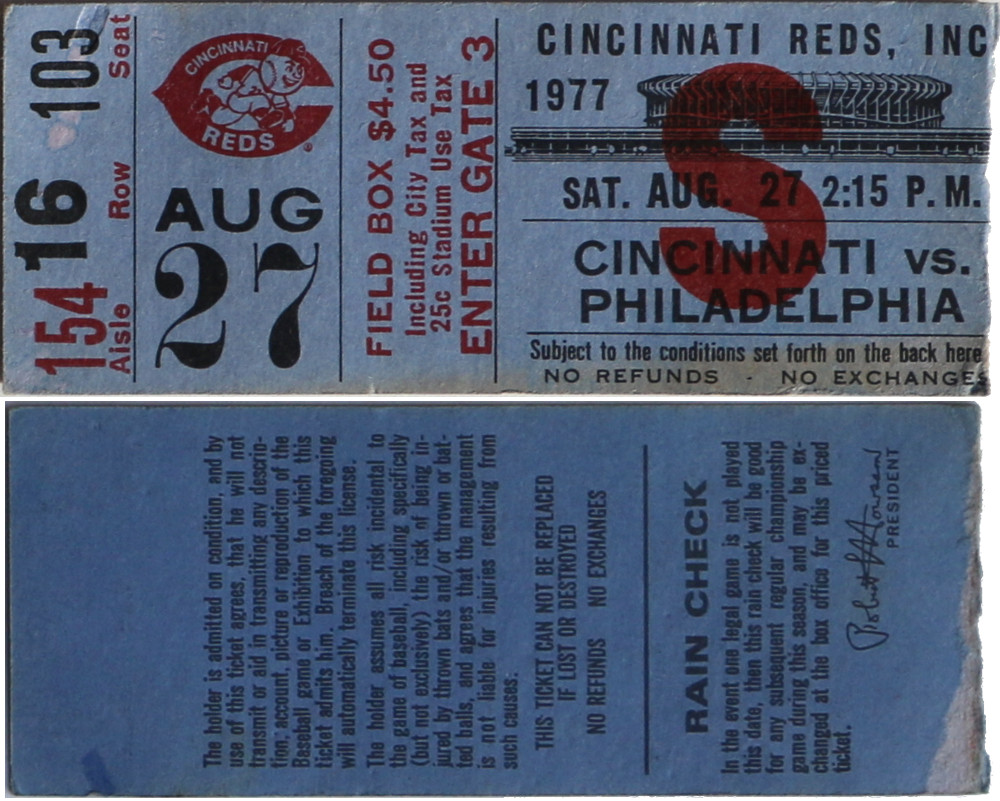 103 Seat
16 Row
154 Aisle
CINCINNATI
REDS
®
AUG
27
FIELD BOX $4.50
Including City Tax and
25c Stadium Use Tax
ENTER GATE 3
CINCINNATI REDS, INC
1977
S
SAT. AUG. 27 2:15 P. M.
CINCINNATI vs.
PHILADELPHIA
Subject to the conditions set forth on the back here
NO REFUNDS - NO EXCHANGES
The holder is admitted on condition, and by
use of this ticket agrees, that he will not
transmit or aid in transmitting any descrip-
tion, account, picture or reproduction of the
Baseball game or Exhibition to which this
ticket admits him. Breach of the foregoing
will automatically terminate this license.
The holder assumes all risk incidental to
the game of baseball, including specifically
(but not exclusively) the risk of being in-
jured by thrown bats and/or thrown or bat-
ted balls, and agrees that the management
is not liable for injuries resulting from
such causes.
THIS TICKET CAN NOT BE REPLACED
IF LOST OR DESTROYED
NO REFUNDS NO EXCHANGES
RAIN CHECK
In the event one legal game is not played
this date, then this rain check will be good
for any subsequent regular championship
game during this season, and may be ex-
changed at the box office for this priced
ticket.
Robert L Howsam
PRESIDENT